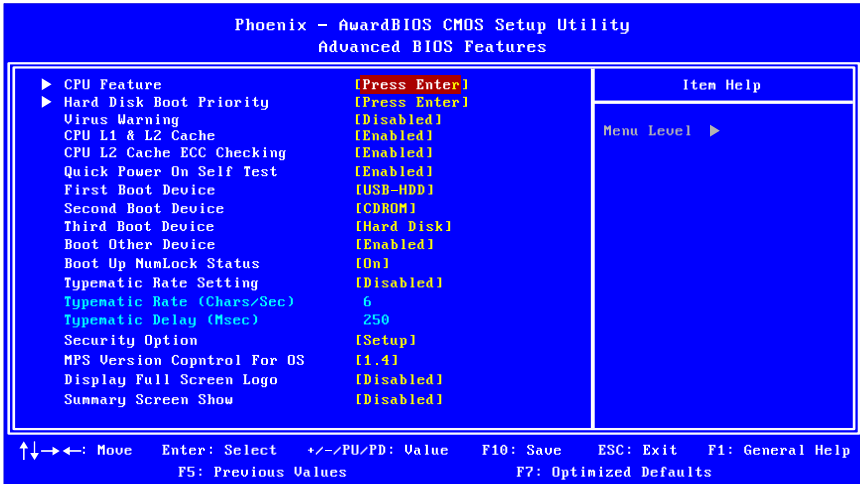 Phoenix – AwardBIOS CMOS Setup Utility
Advanced BIOS Features
▶ CPU Feature [Press Enter]
▶ Hard Disk Boot Priority [Press Enter]
Virus Warning [Disabled]
CPU L1 & L2 Cache [Enabled]
CPU L2 Cache ECC Checking [Enabled]
Quick Power On Self Test [Enabled]
First Boot Device [USB-HDD]
Second Boot Device [CDROM]
Third Boot Device [Hard Disk]
Boot Other Device [Enabled]
Boot Up NumLock Status [On]
Typematic Rate Setting [Disabled]
Typematic Rate (Chars/Sec) 6
Typematic Delay (Msec) 250
Security Option [Setup]
MPS Version Copntrol For OS [1.4]
Display Full Screen Logo [Disabled]
Summary Screen Show [Disabled]
Item Help
Menu Level ▶
↑↓→←: Move Enter: Select +/-/PU/PD: Value F10: Save ESC: Exit F1: General Help
F5: Previous Values F7: Optimized Defaults